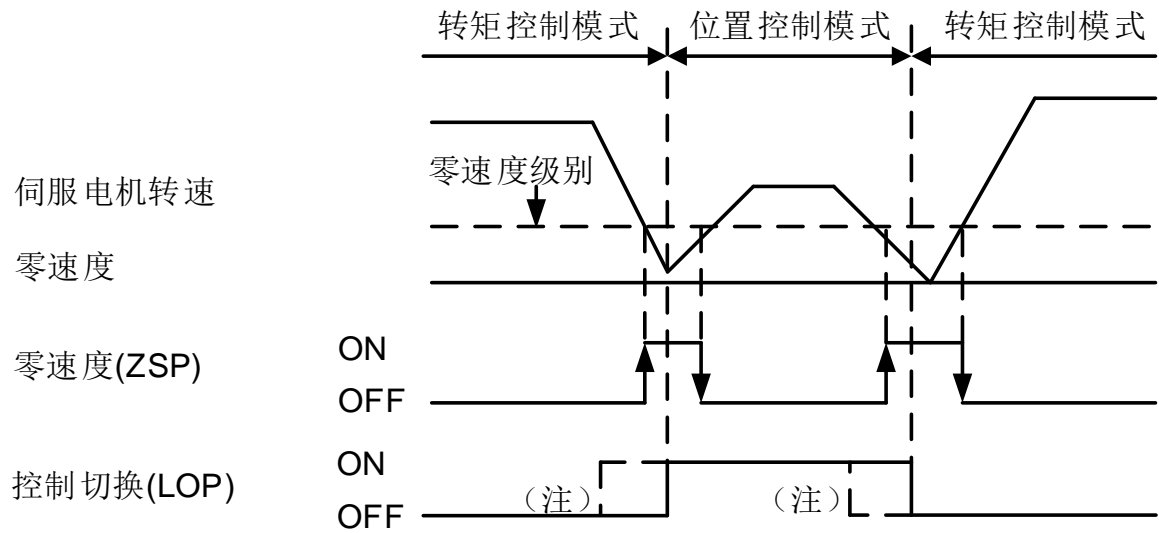 转矩控制模式 位置控制模式 转矩控制模式
零速度级别
伺服电机转速
零速度
零速度(ZSP) ON
OFF
控制切换(LOP) ON
OFF (注) (注)